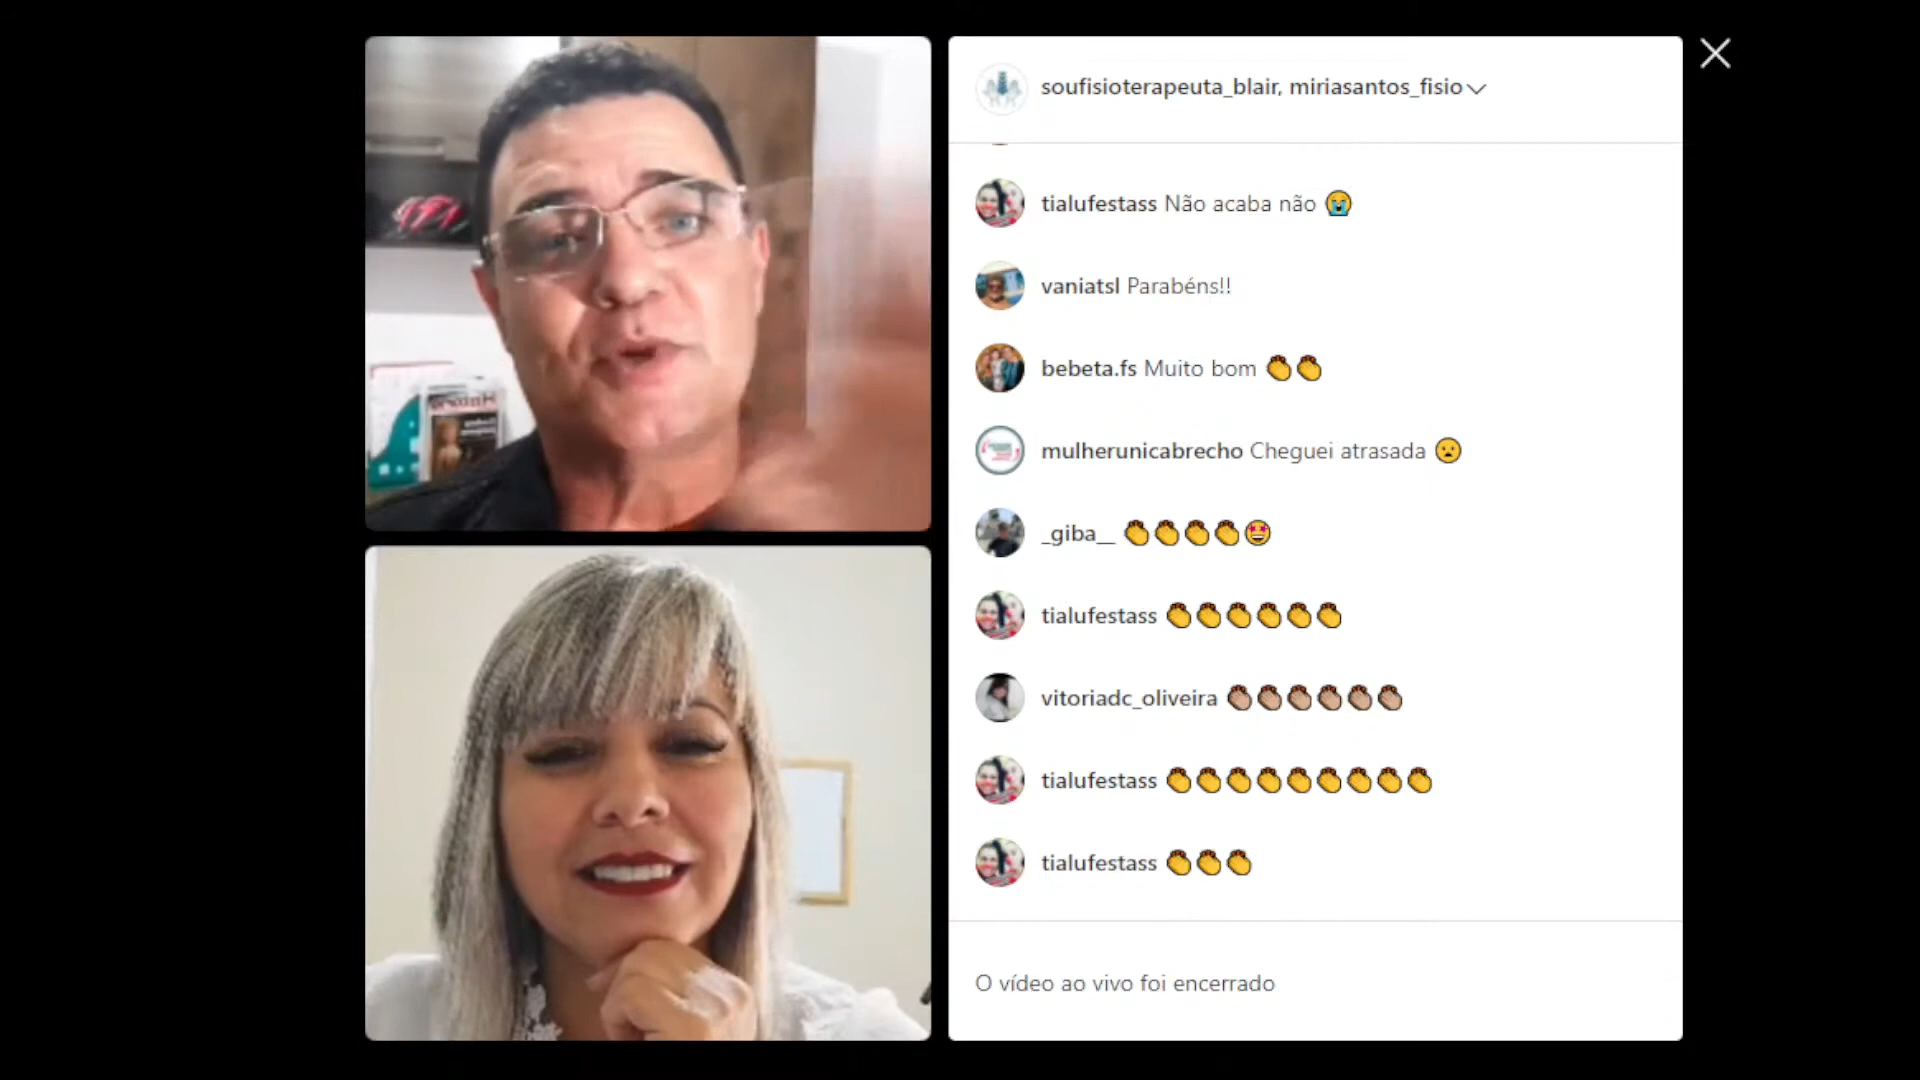 soufisioterapeuta_blair, miriasantos_fisio
tialufestass Não acaba não 😭
vaniatsl Parabéns!!
bebeta.fs Muito bom 👏👏
mulherunicabrecho Cheguei atrasada 😦
_giba__ 👏👏👏👏🤩
tialufestass 👏👏👏👏👏👏
vitoriadc_oliveira 👏🏼👏🏼👏🏼👏🏼👏🏼👏🏼
tialufestass 👏👏👏👏👏👏👏👏👏
tialufestass 👏👏👏
O vídeo ao vivo foi encerrado